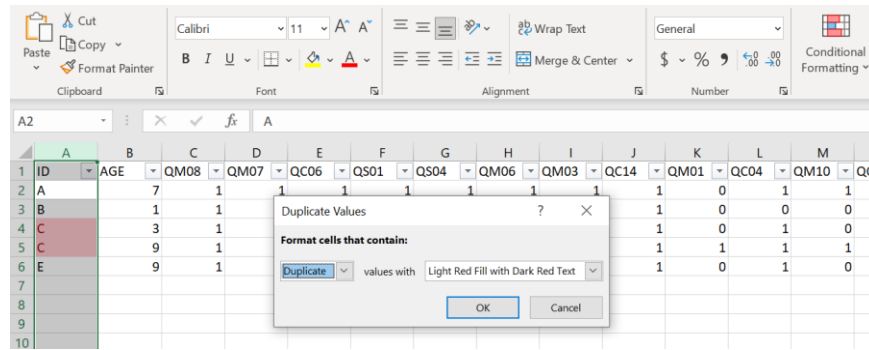 Cut
Copy
Paste
Format Painter
Clipboard
Calibri 11 A^ Aˇ
B I U A
Font
ab Wrap Text
Merge & Center
Alignment
General
$ % 9 .00 .00
Number
Conditional
Formatting
A2 fx A
A B C D E F G H I J K L M
1 ID AGE QM08 QM07 QC06 QS01 QS04 QM06 QM03 QC14 QM01 QC04 QM10
2 A 7 1 1 1 1 1 1 1 1 0 1 1
3 B 1 1 1 0 0 0
4 C 3 1 1 0 1 0
5 C 9 1 1 1 1 1
6 E 9 1 1 0 1 0
7
8
9
10
Duplicate Values ? ×
Format cells that contain:
Duplicate values with Light Red Fill with Dark Red Text
OK Cancel